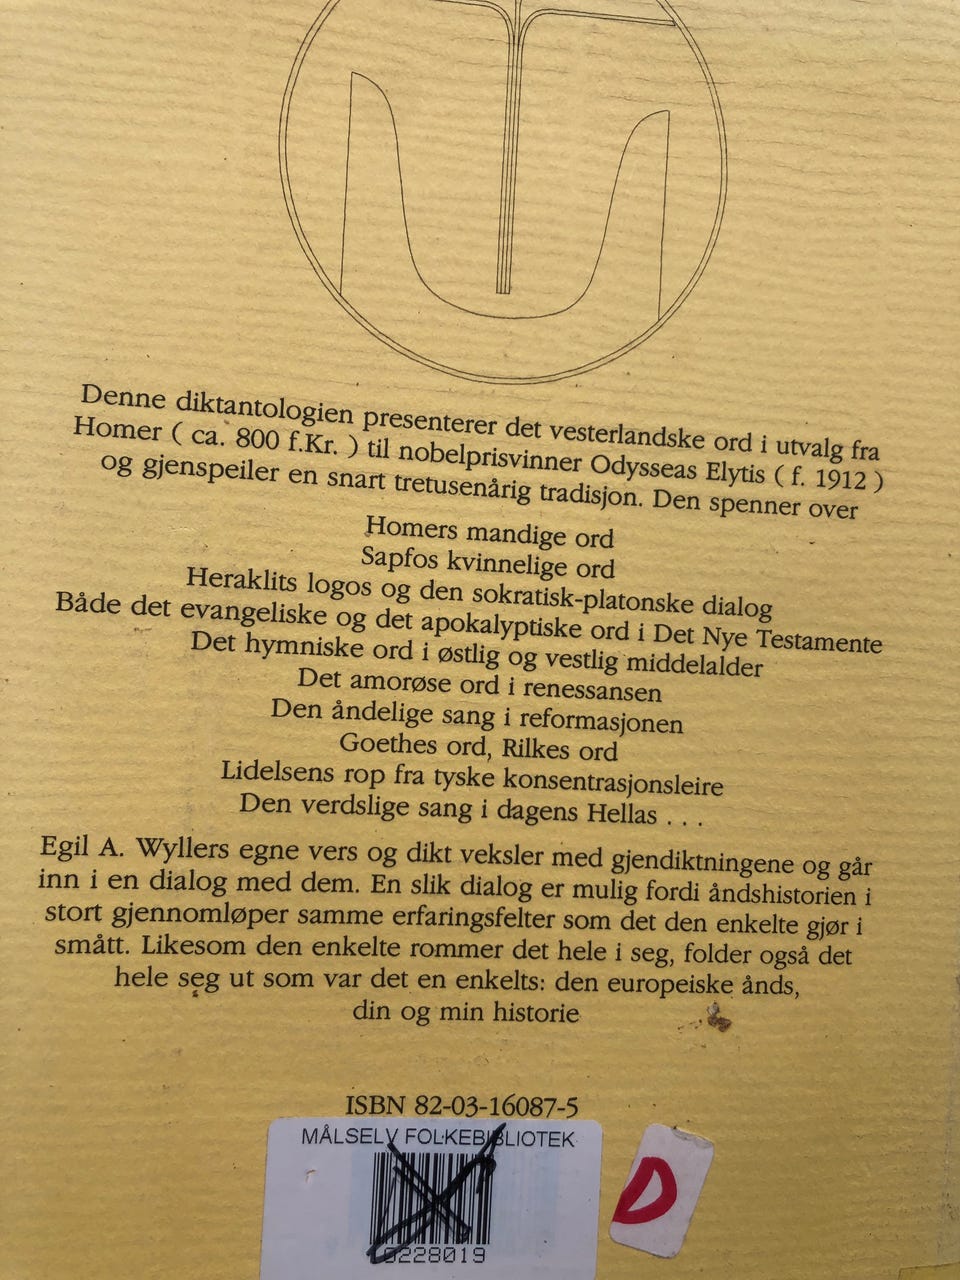 Denne diktantologien presenterer det vesterlandske ord i utvalg fra
Homer ( ca. 800 f.Kr. ) til nobelprisvinner Odysseas Elytis ( f. 1912 )
og gjenspeiler en snart tretusenårig tradisjon. Den spenner over
Homers mandige ord
Sapfos kvinnelige ord
Heraklits logos og den sokratisk-platonske dialog
Både det evangeliske og det apokalyptiske ord i Det Nye Testamente
Det hymniske ord i østlig og vestlig middelalder
Det amorøse ord i renessansen
Den åndelige sang i reformasjonen
Goethes ord, Rilkes ord
Lidelsens rop fra tyske konsentrasjonsleire
Den verdslige sang i dagens Hellas . . .
Egil A. Wyllers egne vers og dikt veksler med gjendiktningene og går
inn i en dialog med dem. En slik dialog er mulig fordi åndshistorien i
stort gjennomløper samme erfaringsfelter som det den enkelte gjør i
smått. Likesom den enkelte rommer det hele i seg, folder også det
hele seg ut som var det en enkelts: den europeiske ånds,
din og min historie
ISBN 82-03-16087-5
MÅLSELV FOLKEBIBLIOTEK
D
0228019